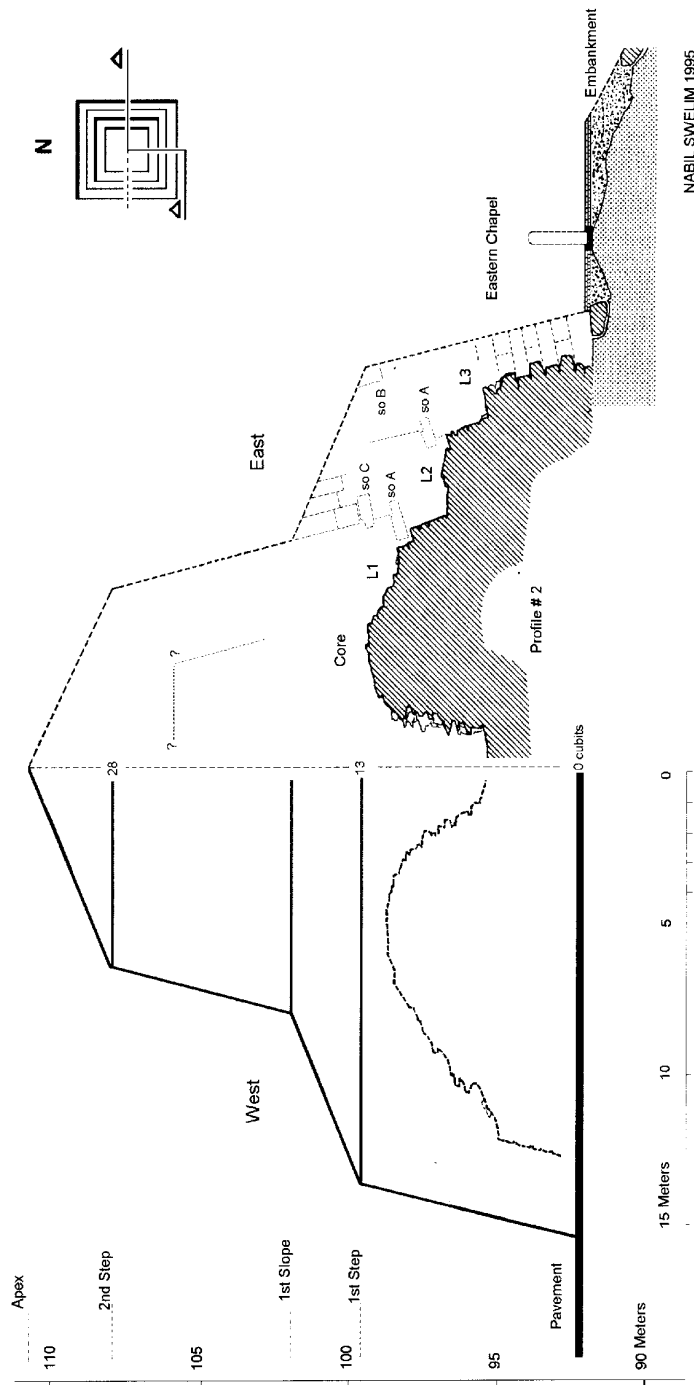 N
East
West
Apex
2nd Step
1st Slope
1st Step
Pavement
110
105
100
95
90 Meters
28
13
0 cubits
? ?
Core
L1
L2
L3
so C
so A
so A
so B
Profile # 2
Eastern Chapel
Embankment
15 Meters
10
5
0
NABIL SWELIM 1995